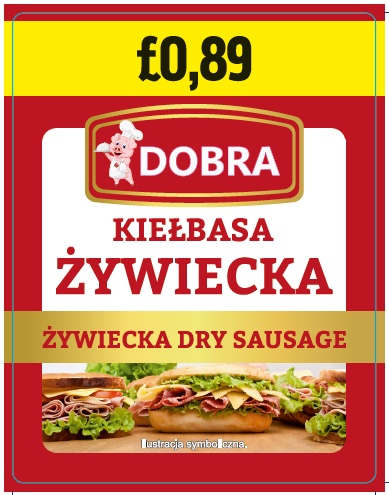 £0,89
DOBRA
KIEŁBASA
ŻYWIECKA
ŻYWIECKA DRY SAUSAGE
Ilustracja symboliczna.